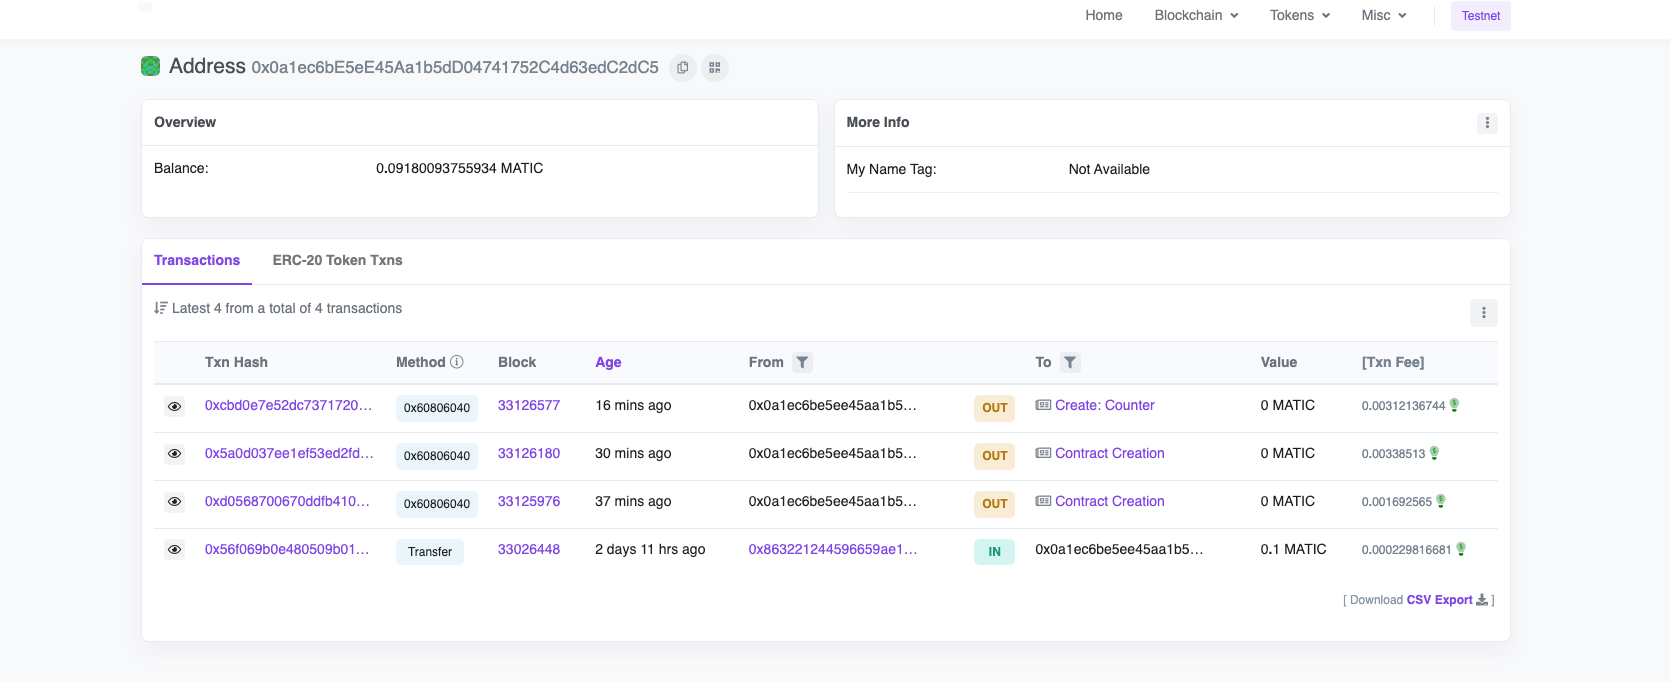 Home Blockchain Tokens Misc Testnet
Address 0x0a1ec6bE5eE45Aa1b5dD04741752C4d63edC2dC5
Overview
More Info
Balance: 0.09180093755934 MATIC
My Name Tag: Not Available
Transactions ERC-20 Token Txns
Latest 4 from a total of 4 transactions
Txn Hash Method Block Age From To Value [Txn Fee]
0xcbd0e7e52dc7371720... 0x60806040 33126577 16 mins ago 0x0a1ec6be5ee45aa1b5... OUT Create: Counter 0 MATIC 0.00312136744
0x5a0d037ee1ef53ed2fd... 0x60806040 33126180 30 mins ago 0x0a1ec6be5ee45aa1b5... OUT Contract Creation 0 MATIC 0.00338513
0xd0568700670ddfb410... 0x60806040 33125976 37 mins ago 0x0a1ec6be5ee45aa1b5... OUT Contract Creation 0 MATIC 0.001692565
0x56f069b0e480509b01... Transfer 33026448 2 days 11 hrs ago 0x863221244596659ae1... IN 0x0a1ec6be5ee45aa1b5... 0.1 MATIC 0.000229816681
[ Download CSV Export ]